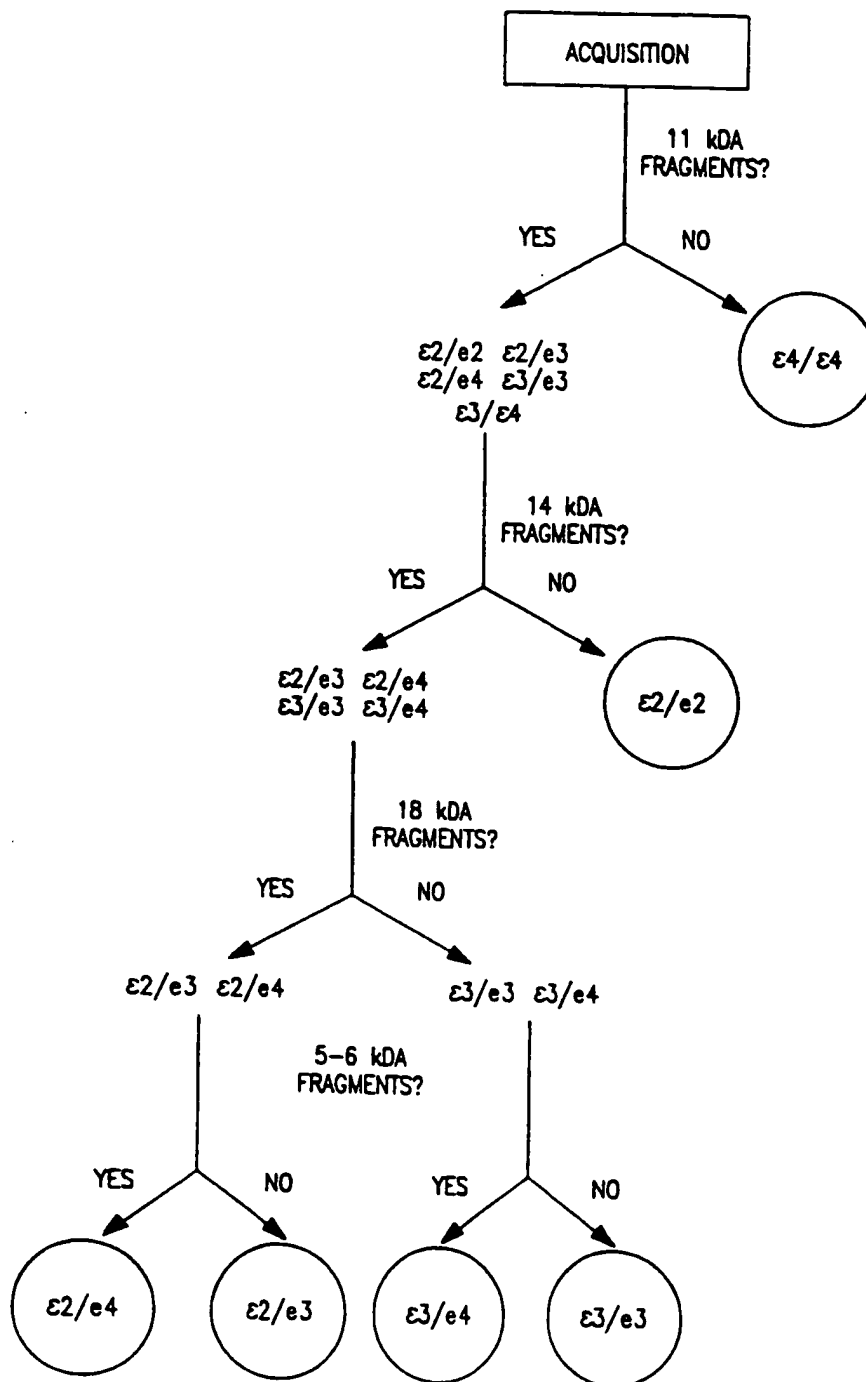 ACQUISITION
11 kDA
FRAGMENTS?
YES NO
ε2/e2 ε2/e3
ε2/e4 ε3/e3
ε3/ε4
ε4/ε4
14 kDA
FRAGMENTS?
YES NO
ε2/e3 ε2/e4
ε3/e3 ε3/e4
ε2/e2
18 kDA
FRAGMENTS?
YES NO
ε2/e3 ε2/e4
ε3/e3 ε3/e4
5-6 kDA
FRAGMENTS?
YES NO YES NO
ε2/e4 ε2/e3 ε3/e4 ε3/e3